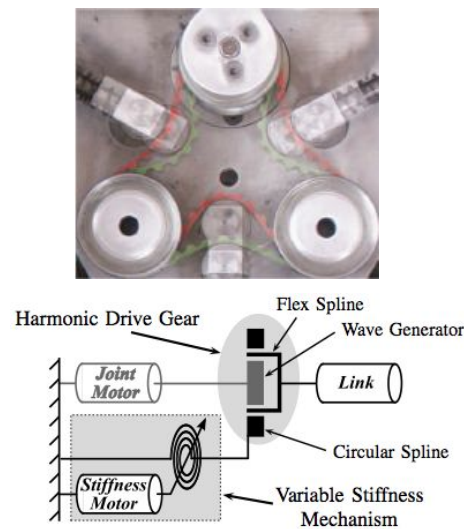 Flex Spline
Harmonic Drive Gear
Wave Generator
Joint
Motor
Link
Circular Spline
Stiffness
Motor
Variable Stiffness
Mechanism